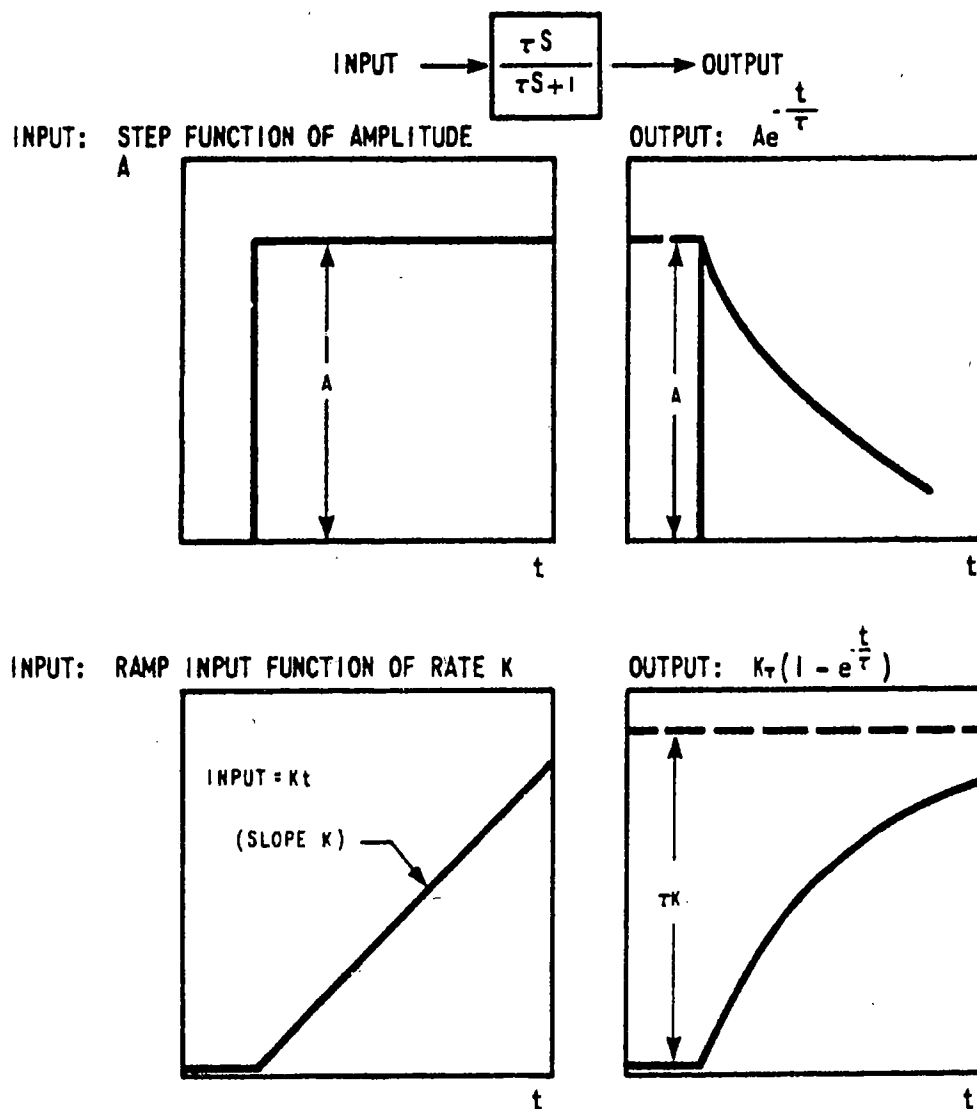 INPUT → τS / τS+1 → OUTPUT
INPUT: STEP FUNCTION OF AMPLITUDE A
OUTPUT: Ae^-t/τ
A
A
t
t
INPUT: RAMP INPUT FUNCTION OF RATE K
OUTPUT: Kτ(1 - e^-t/τ)
INPUT = Kt
(SLOPE K)
τK
t
t